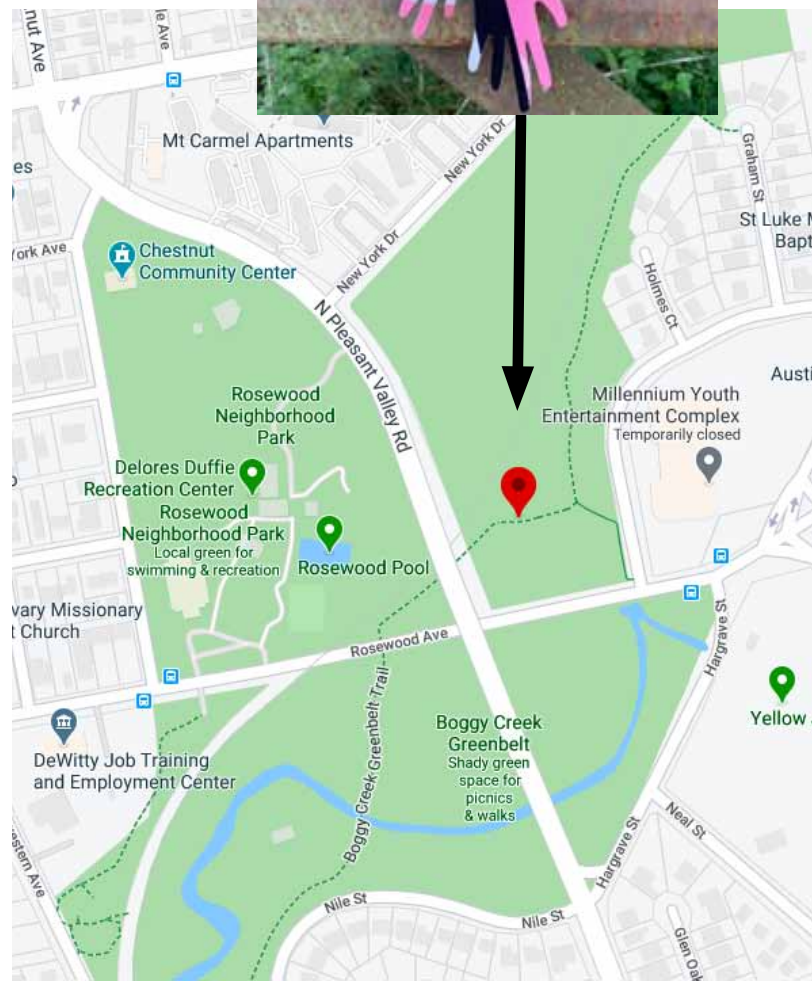 nut Ave
le Ave
Mt Carmel Apartments
New York Dr
Graham St
es
St Luke M
Bapt
York Ave
Chestnut
Community Center
New York Dr
Holmes Ct
N Pleasant Valley Rd
Austi
Rosewood
Neighborhood
Park
Millennium Youth
Entertainment Complex
Temporarily closed
Delores Duffie
Recreation Center
Rosewood
Neighborhood Park
Local green for
swimming & recreation
Rosewood Pool
vary Missionary
t Church
Rosewood Ave
Hargrave St
Boggy Creek Greenbelt Trail
Boggy Creek
Greenbelt
Shady green
space for
picnics
& walks
Yellow
DeWitty Job Training
and Employment Center
Neal St
Hargrave St
estern Ave
Nile St
Nile St
Glen Oak